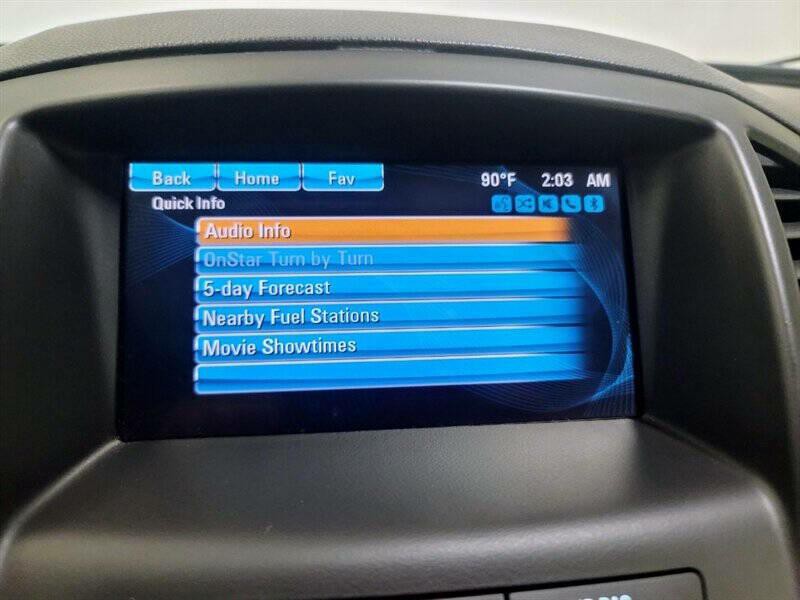 Back Home Fav 90°F 2:03 AM
Quick Info
Audio Info
OnStar Turn by Turn
5-day Forecast
Nearby Fuel Stations
Movie Showtimes